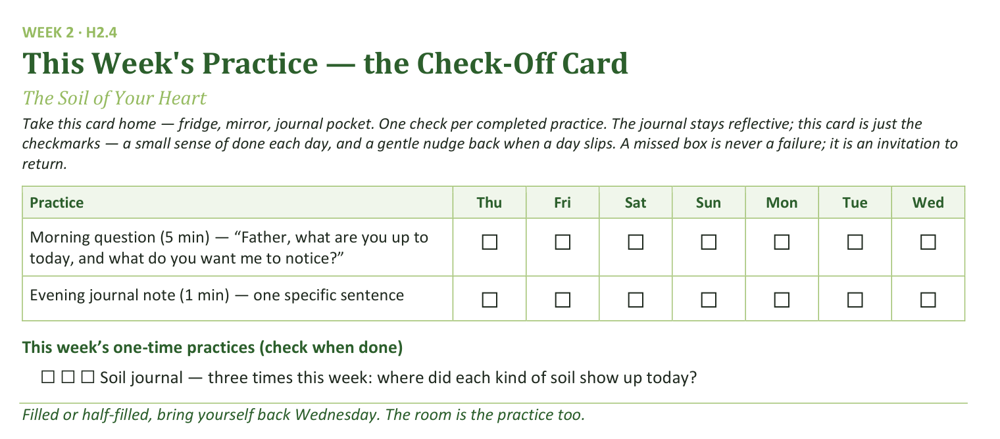 WEEK 2 · H2.4
This Week's Practice — the Check-Off Card
The Soil of Your Heart
Take this card home — fridge, mirror, journal pocket. One check per completed practice. The journal stays reflective; this card is just the
checkmarks — a small sense of done each day, and a gentle nudge back when a day slips. A missed box is never a failure; it is an invitation to
return.
Practice Thu Fri Sat Sun Mon Tue Wed
Morning question (5 min) — “Father, what are you up to
today, and what do you want me to notice?” ☐ ☐ ☐ ☐ ☐ ☐ ☐
Evening journal note (1 min) — one specific sentence ☐ ☐ ☐ ☐ ☐ ☐ ☐
This week’s one-time practices (check when done)
☐ ☐ ☐ Soil journal — three times this week: where did each kind of soil show up today?
Filled or half-filled, bring yourself back Wednesday. The room is the practice too.